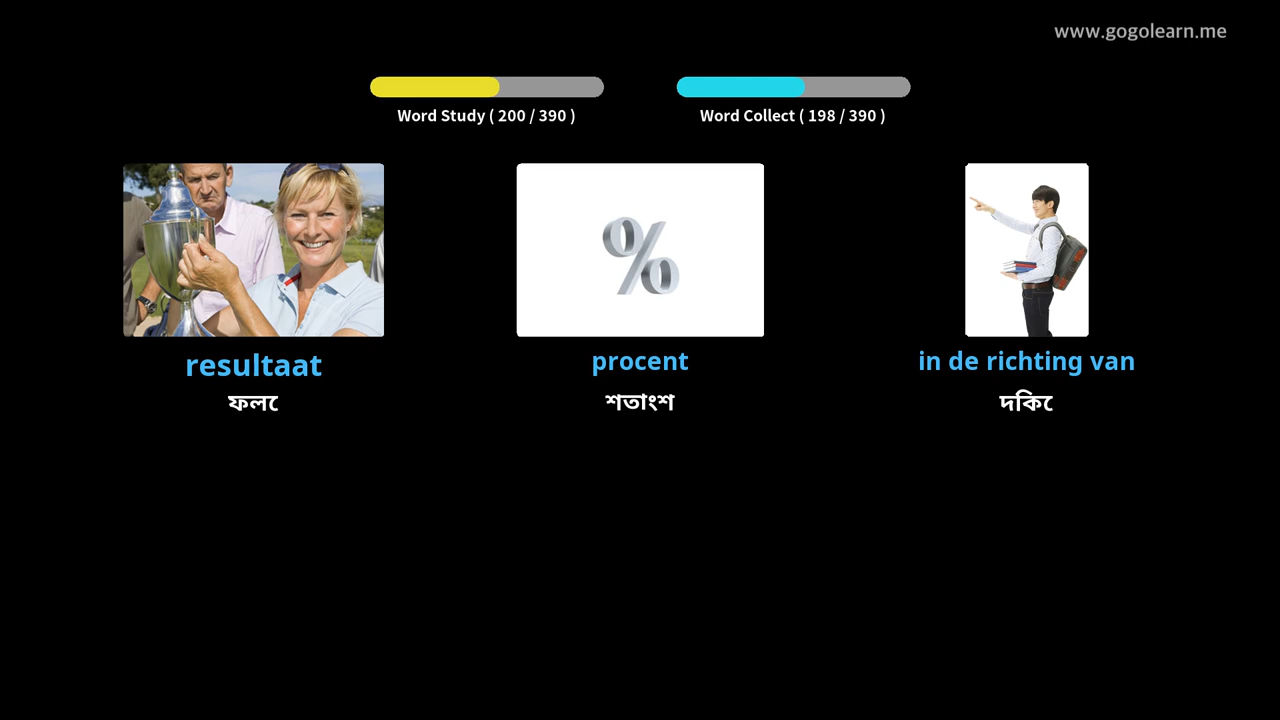 www.gogolearn.me
Word Study ( 200 / 390 )
Word Collect ( 198 / 390 )
%
resultaat
procent
in de richting van
ফলে
শতাংশ
দিকে